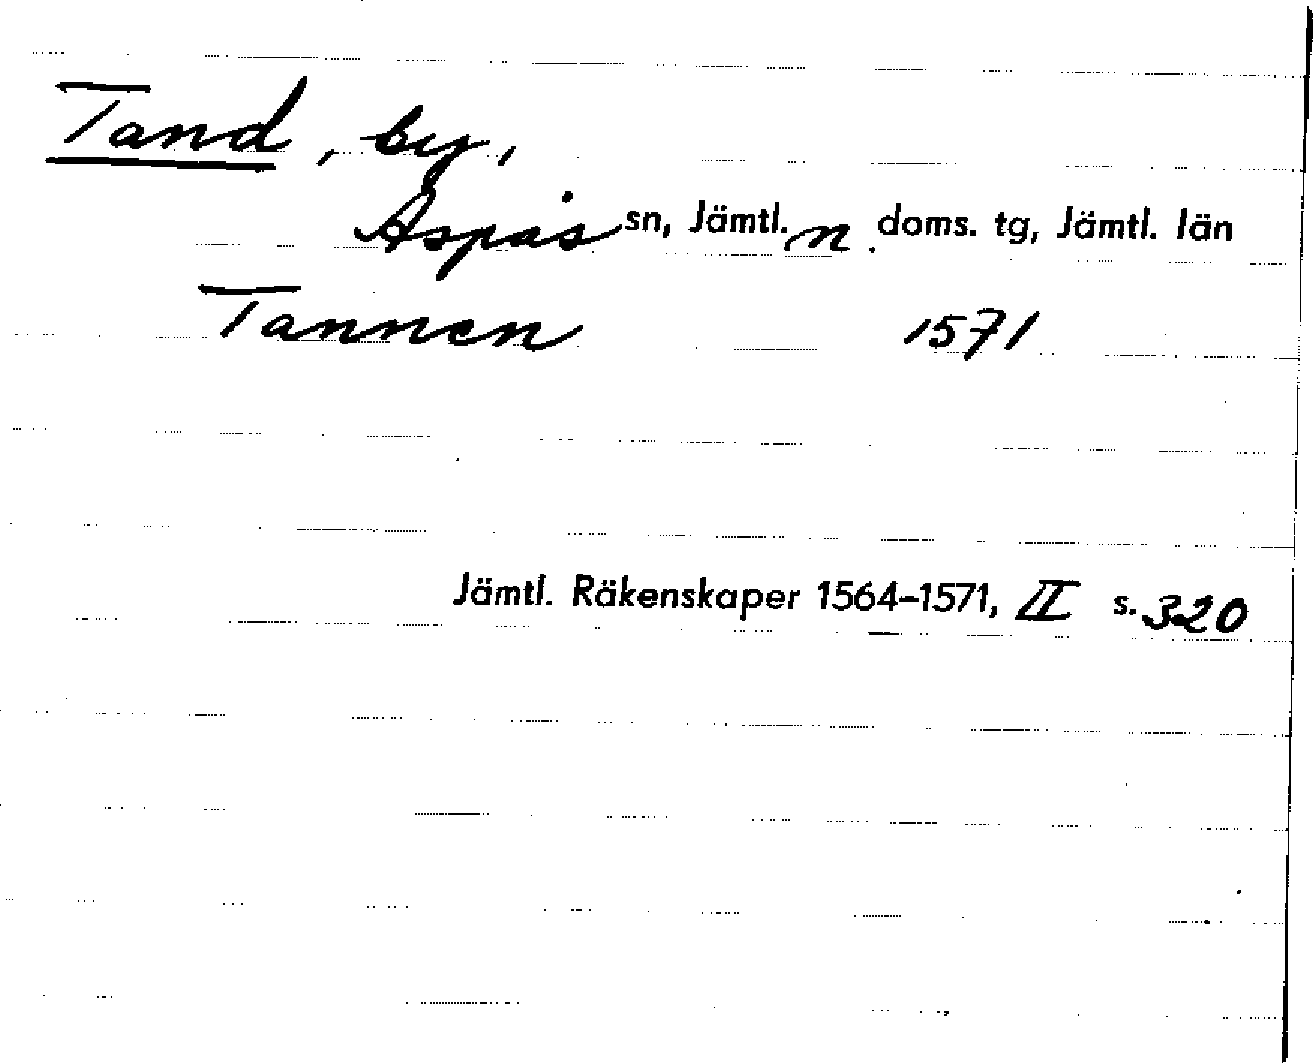 Tand, by,
Aspås sn, Jämtl. n. doms. tg, Jämtl. län
Tannen 1571
Jämtl. Räkenskaper 1564-1571, II s. 320